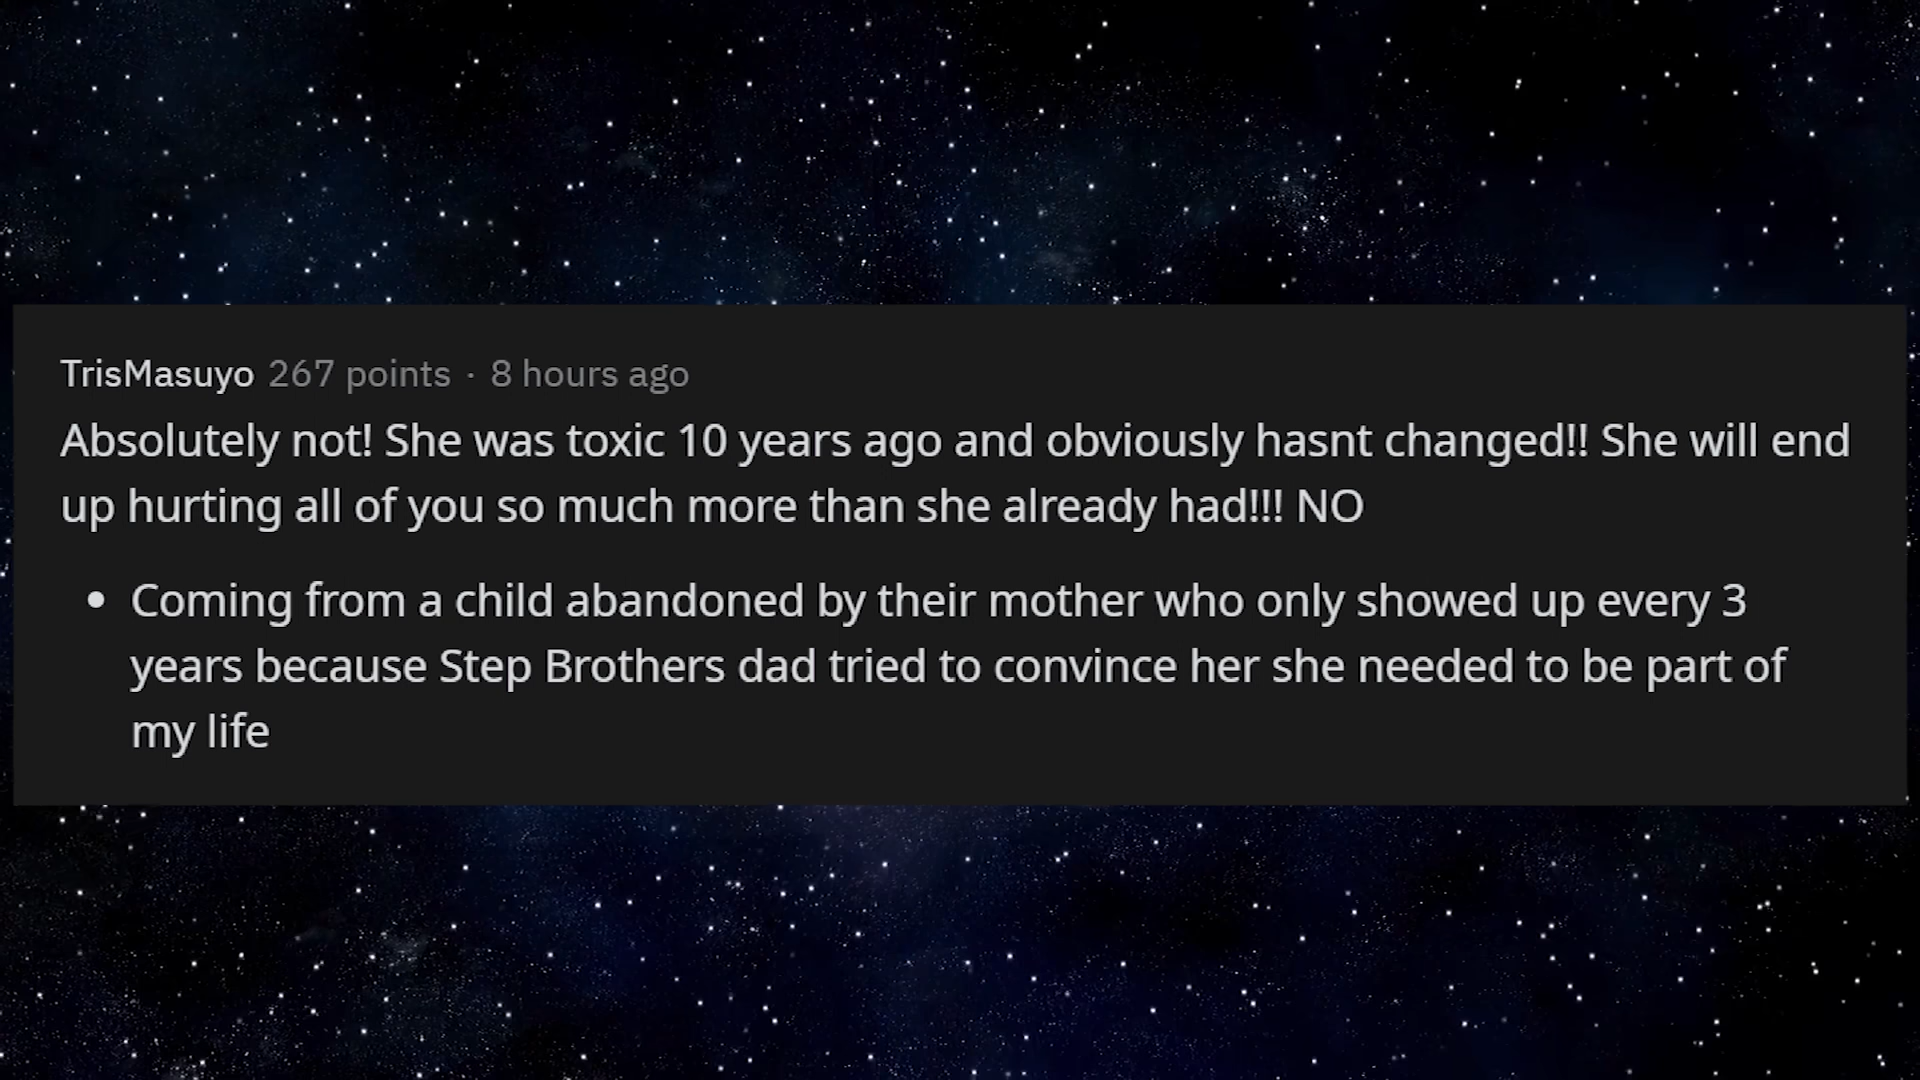 TrisMasuyo 267 points · 8 hours ago
Absolutely not! She was toxic 10 years ago and obviously hasnt changed!! She will end
up hurting all of you so much more than she already had!!! NO
• Coming from a child abandoned by their mother who only showed up every 3
years because Step Brothers dad tried to convince her she needed to be part of
my life